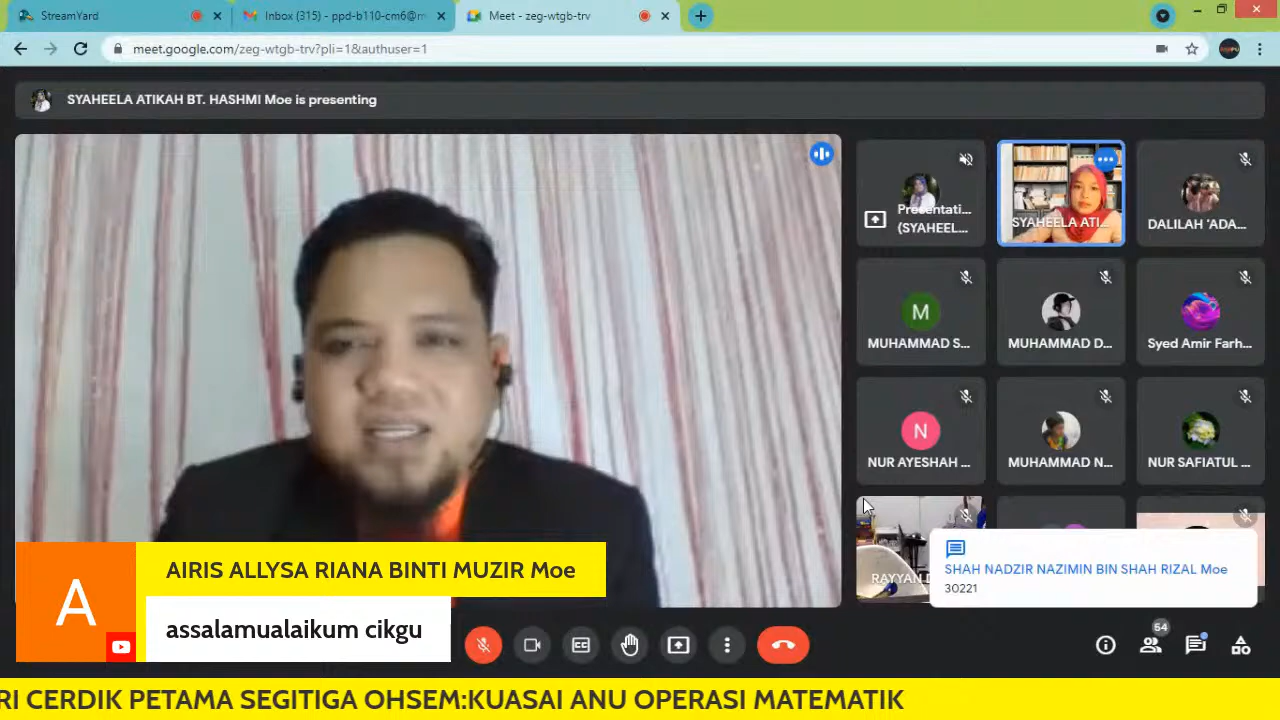 StreamYard
Inbox (315) - ppd-b110-cm6@m
Meet - zeg-wtgb-trv
meet.google.com/zeg-wtgb-trv?pli=1&authuser=1
SYAHEELA ATIKAH BT. HASHMI Moe is presenting
Presentati...
(SYAHEEL...
SYAHEELA ATI...
DALILAH 'ADA...
MUHAMMAD S...
MUHAMMAD D...
Syed Amir Farh...
NUR AYESHAH ...
MUHAMMAD N...
NUR SAFIATUL ...
M
N
RAYYAN
SHAH NADZIR NAZIMIN BIN SHAH RIZAL Moe
30221
A
AIRIS ALLYSA RIANA BINTI MUZIR Moe
assalamualaikum cikgu
CC
54
RI CERDIK PETAMA SEGITIGA OHSEM:KUASAI ANU OPERASI MATEMATIK